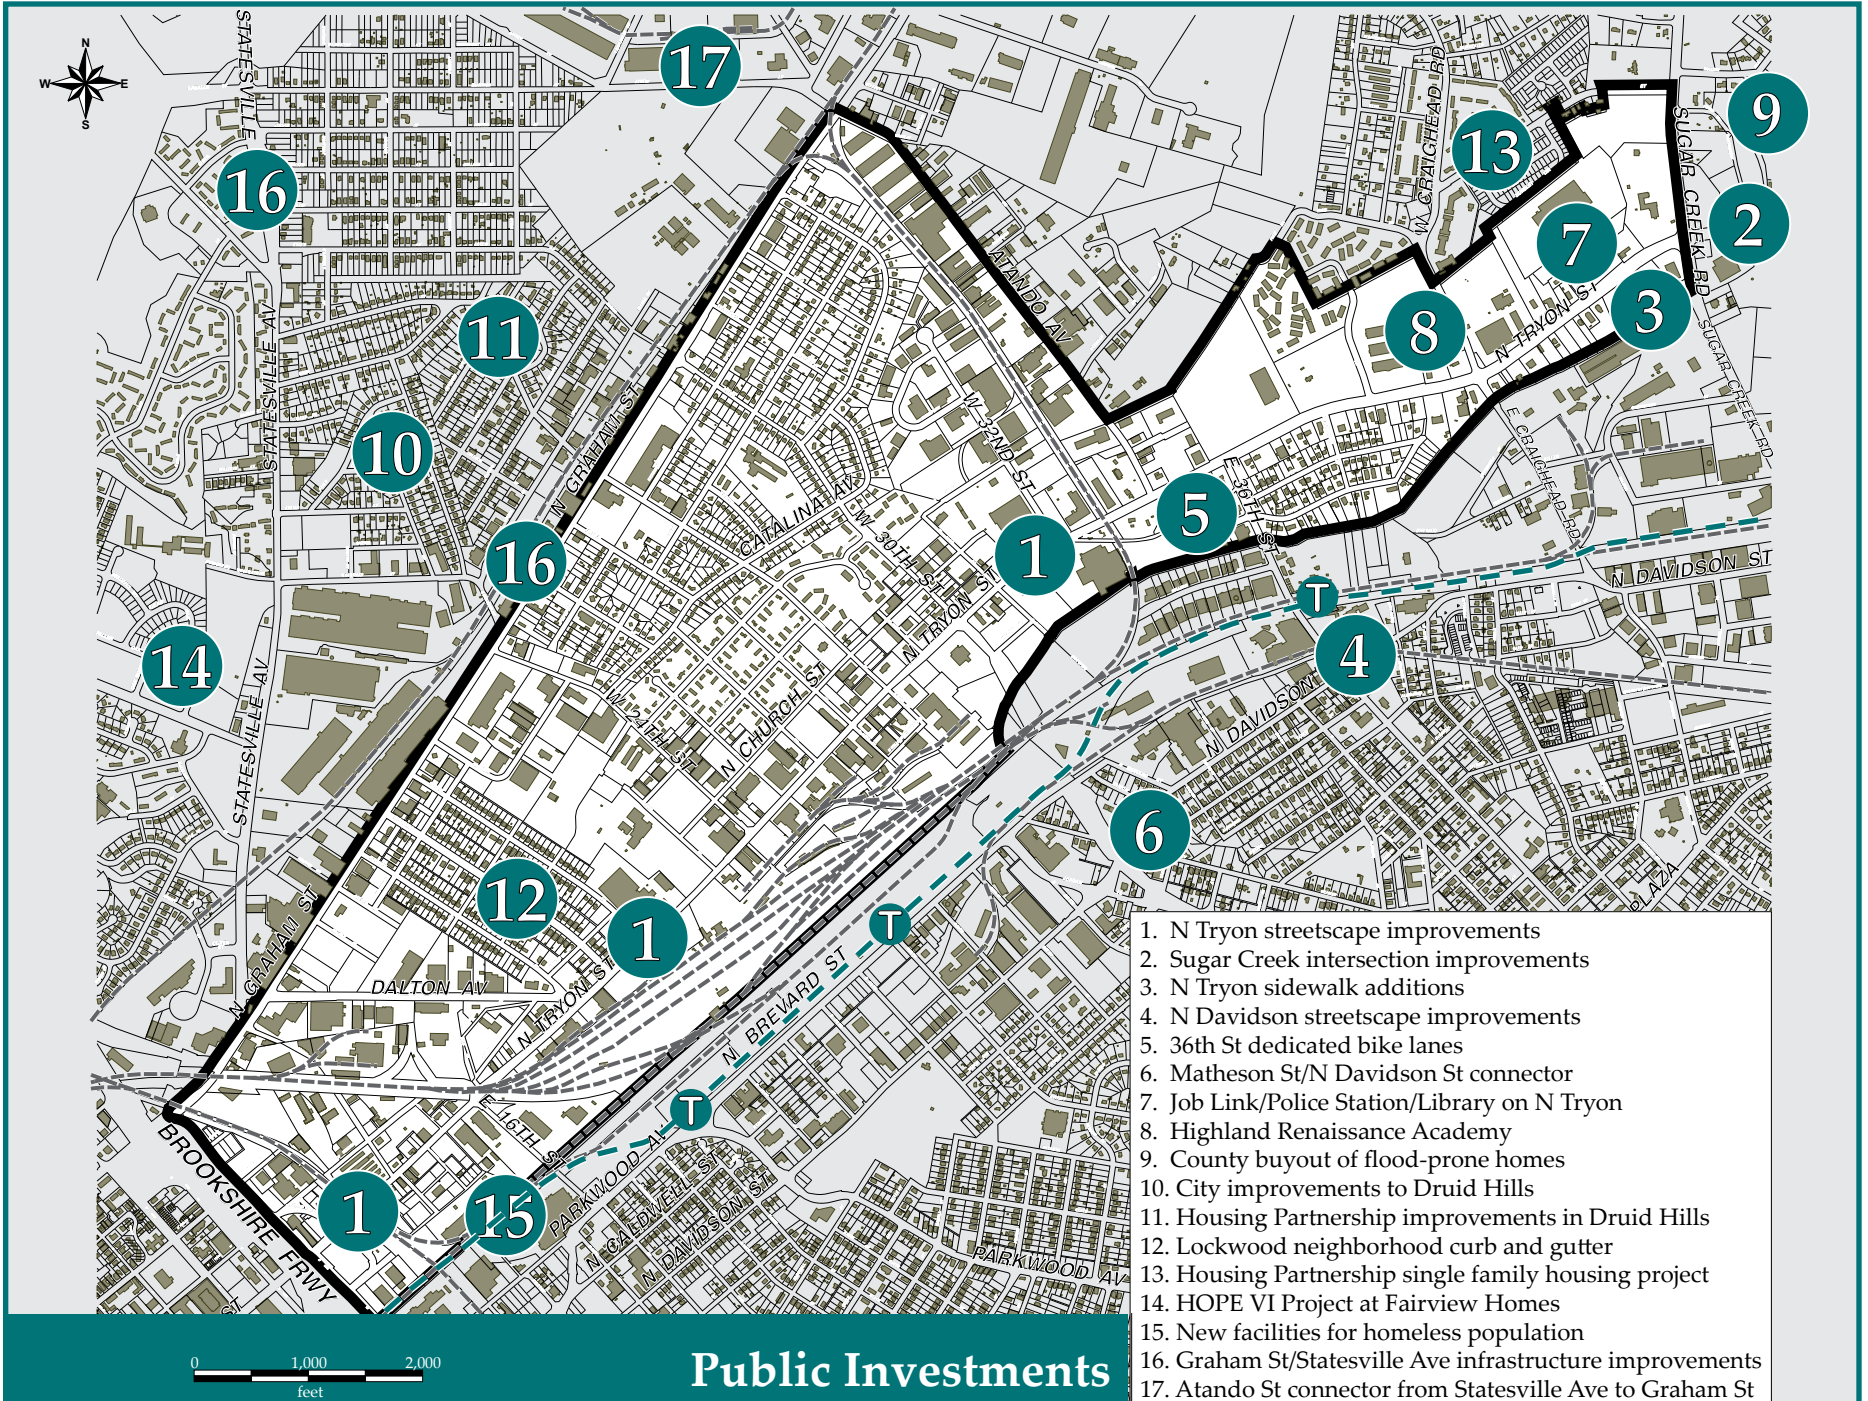 N
W E
S
STATESVILLE
17
16
W CRAIGHEAD RD
13
9
SUGAR CREEK RD
2
7
3
8
N TRYON ST
ATANDO AV
11
STATESVILLE AV
10
N GRAHAM ST
W 32ND ST
SUGAR CREEK RD
E CRAIGHEAD RD
CATALINA AV
W 30TH ST
E 36TH ST
5
16
1
N TRYON ST
T
N DAVIDSON ST
4
14
STATESVILLE AV
W 24TH ST
N CHURCH ST
N DAVIDSON
6
PLAZA
12
1
T
N GRAHAM ST
DALTON AV
N TRYON ST
N BREVARD ST
T
E 16TH ST
BROOKSHIRE FRWY
1
15
PARKWOOD AV
N CALDWELL ST
N DAVIDSON ST
PARKWOOD AV
ST
1. N Tryon streetscape improvements
2. Sugar Creek intersection improvements
3. N Tryon sidewalk additions
4. N Davidson streetscape improvements
5. 36th St dedicated bike lanes
6. Matheson St/N Davidson St connector
7. Job Link/Police Station/Library on N Tryon
8. Highland Renaissance Academy
9. County buyout of flood-prone homes
10. City improvements to Druid Hills
11. Housing Partnership improvements in Druid Hills
12. Lockwood neighborhood curb and gutter
13. Housing Partnership single family housing project
14. HOPE VI Project at Fairview Homes
15. New facilities for homeless population
16. Graham St/Statesville Ave infrastructure improvements
17. Atando St connector from Statesville Ave to Graham St
0 1,000 2,000
feet
Public Investments